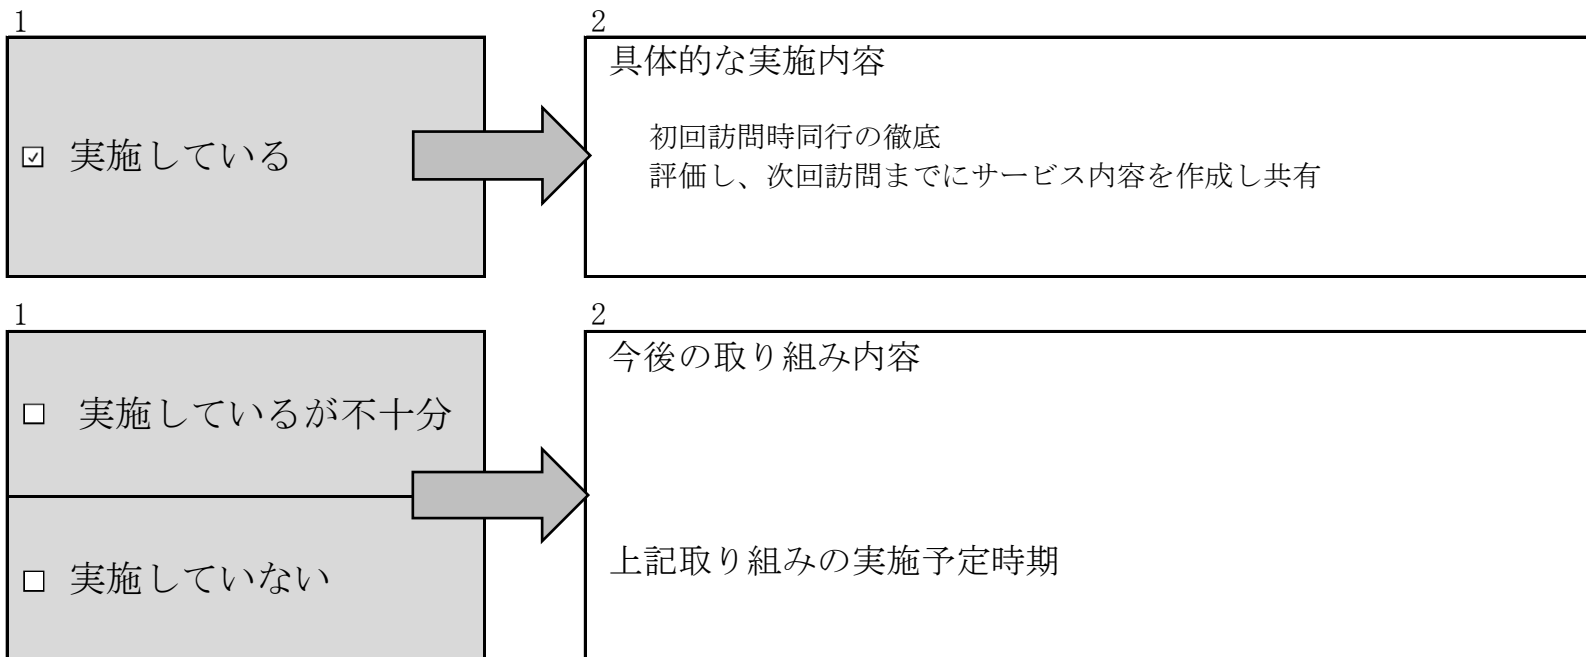 1
2
☑ 実施している
具体的な実施内容
初回訪問時同行の徹底
評価し、次回訪問までにサービス内容を作成し共有
1
2
☐ 実施しているが不十分
☐ 実施していない
今後の取り組み内容
上記取り組みの実施予定時期